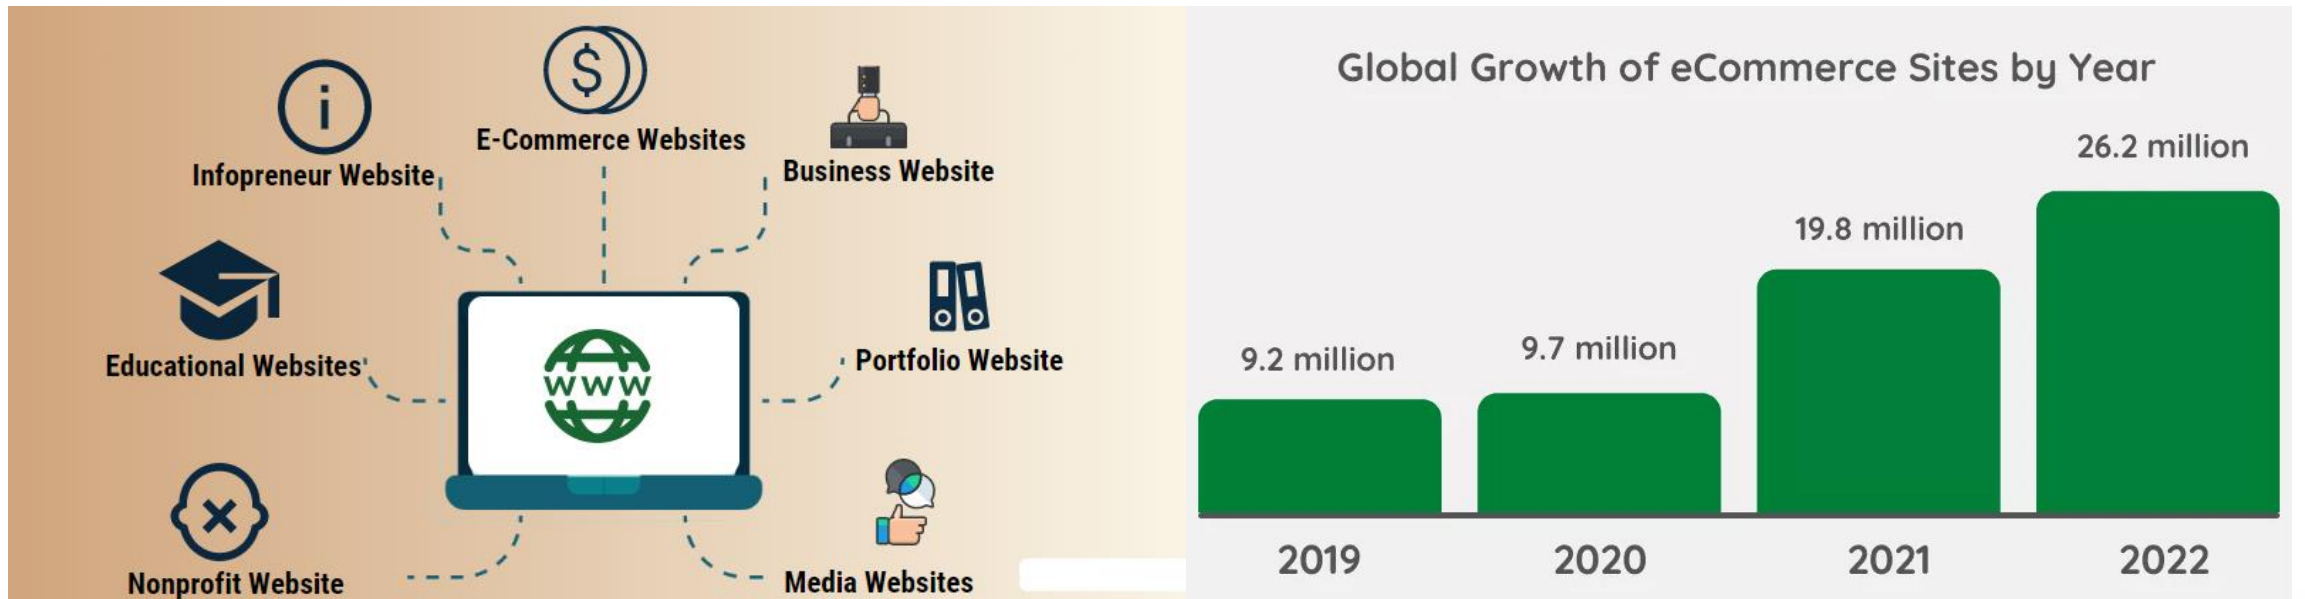 E-Commerce Websites
Infopreneur Website
Business Website
Educational Websites
Portfolio Website
WWW
Nonprofit Website
Media Websites
Global Growth of eCommerce Sites by Year
26.2 million
19.8 million
9.7 million
9.2 million
2019 2020 2021 2022